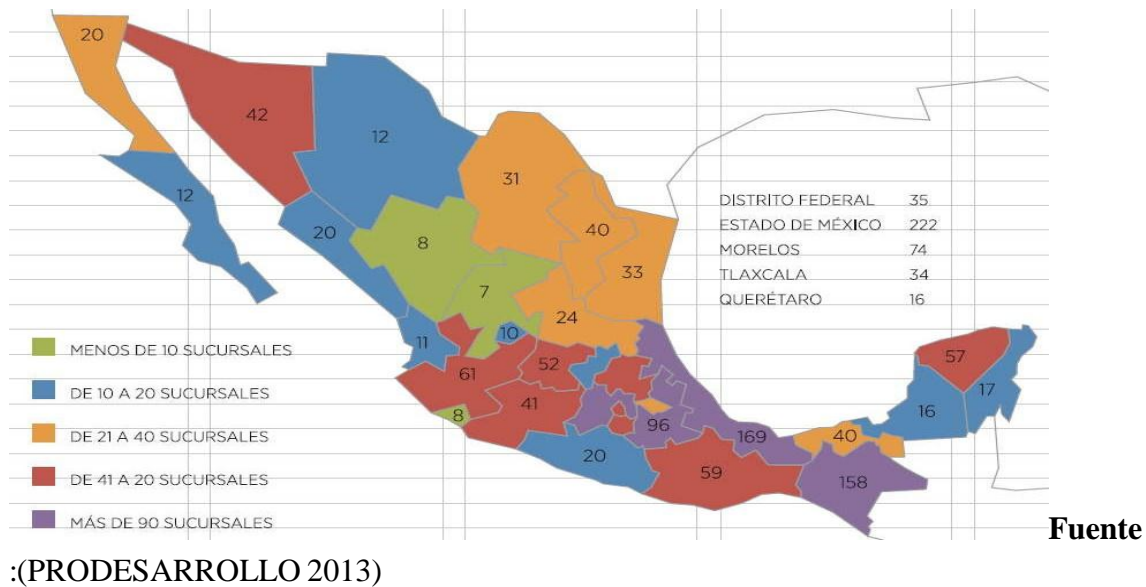 20
42
12
31
12
40
20
8
33
7
24
11
10
61
52
8
41
96
169
20
59
40
158
57
16
17
DISTRITO FEDERAL 35
ESTADO DE MÉXICO 222
MORELOS 74
TLAXCALA 34
QUERÉTARO 16
MENOS DE 10 SUCURSALES
DE 10 A 20 SUCURSALES
DE 21 A 40 SUCURSALES
DE 41 A 20 SUCURSALES
MÁS DE 90 SUCURSALES
Fuente
:(PRODESARROLLO 2013)